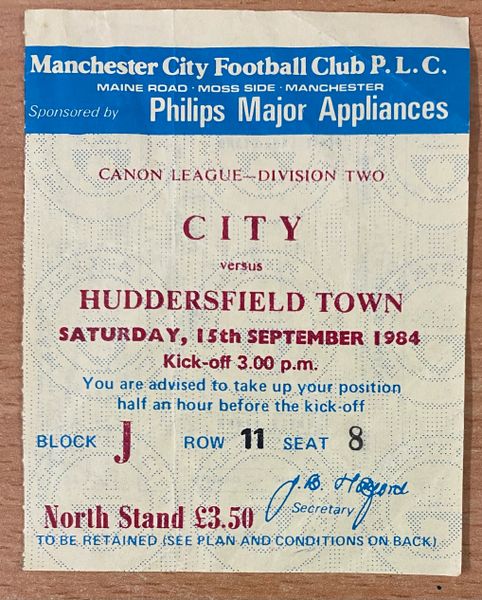 Manchester City Football Club P.L.C.
MAINE ROAD · MOSS SIDE · MANCHESTER
Sponsored by Philips Major Appliances
CANON LEAGUE—DIVISION TWO
CITY
versus
HUDDERSFIELD TOWN
SATURDAY, 15th SEPTEMBER 1984
Kick-off 3.00 p.m.
You are advised to take up your position
half an hour before the kick-off
BLOCK J ROW 11 SEAT 8
J.B. Halford
Secretary
North Stand £3.50
TO BE RETAINED (SEE PLAN AND CONDITIONS ON BACK)